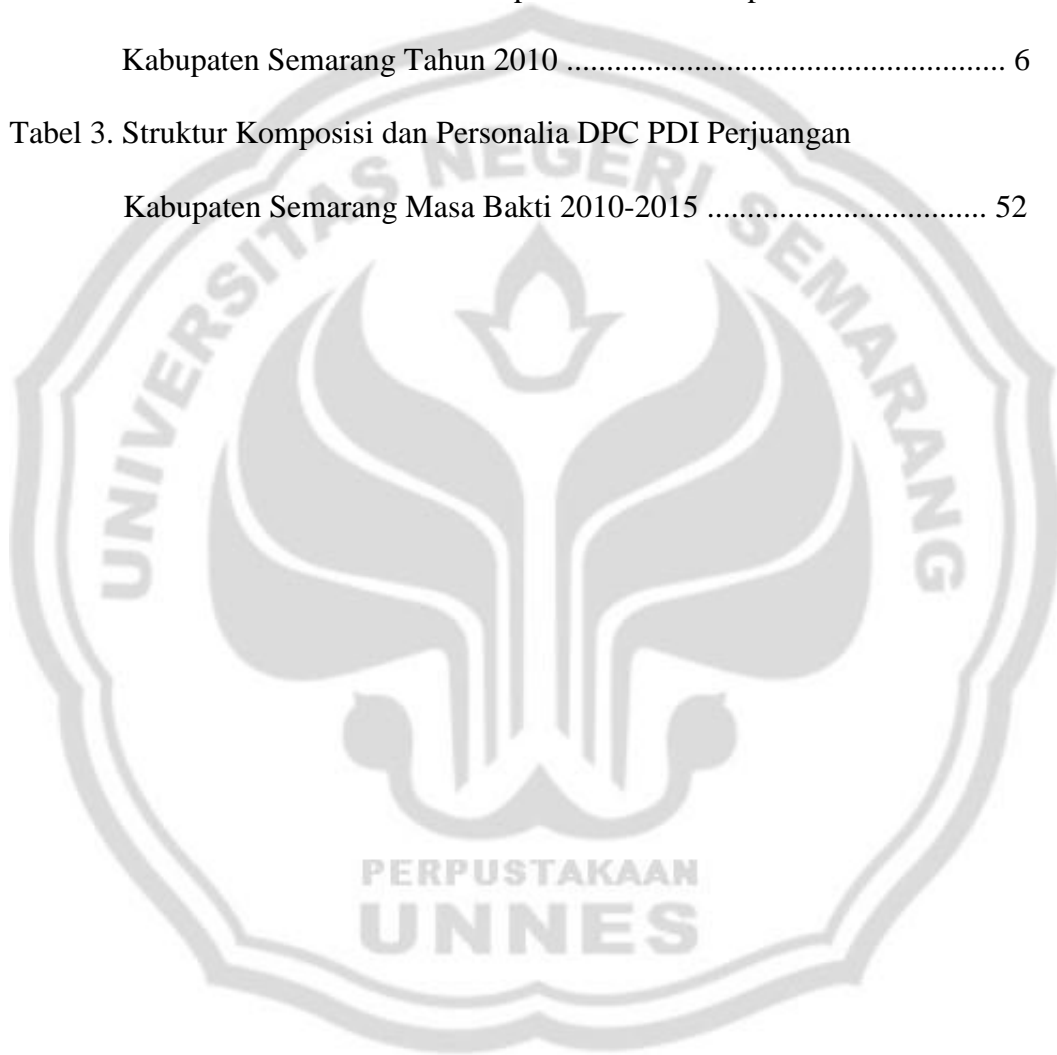 Kabupaten Semarang Tahun 2010 ....................................................... 6
Tabel 3. Struktur Komposisi dan Personalia DPC PDI Perjuangan
Kabupaten Semarang Masa Bakti 2010-2015 ................................... 52
UNIVERSITAS NEGERI SEMARANG
PERPUSTAKAAN
UNNES